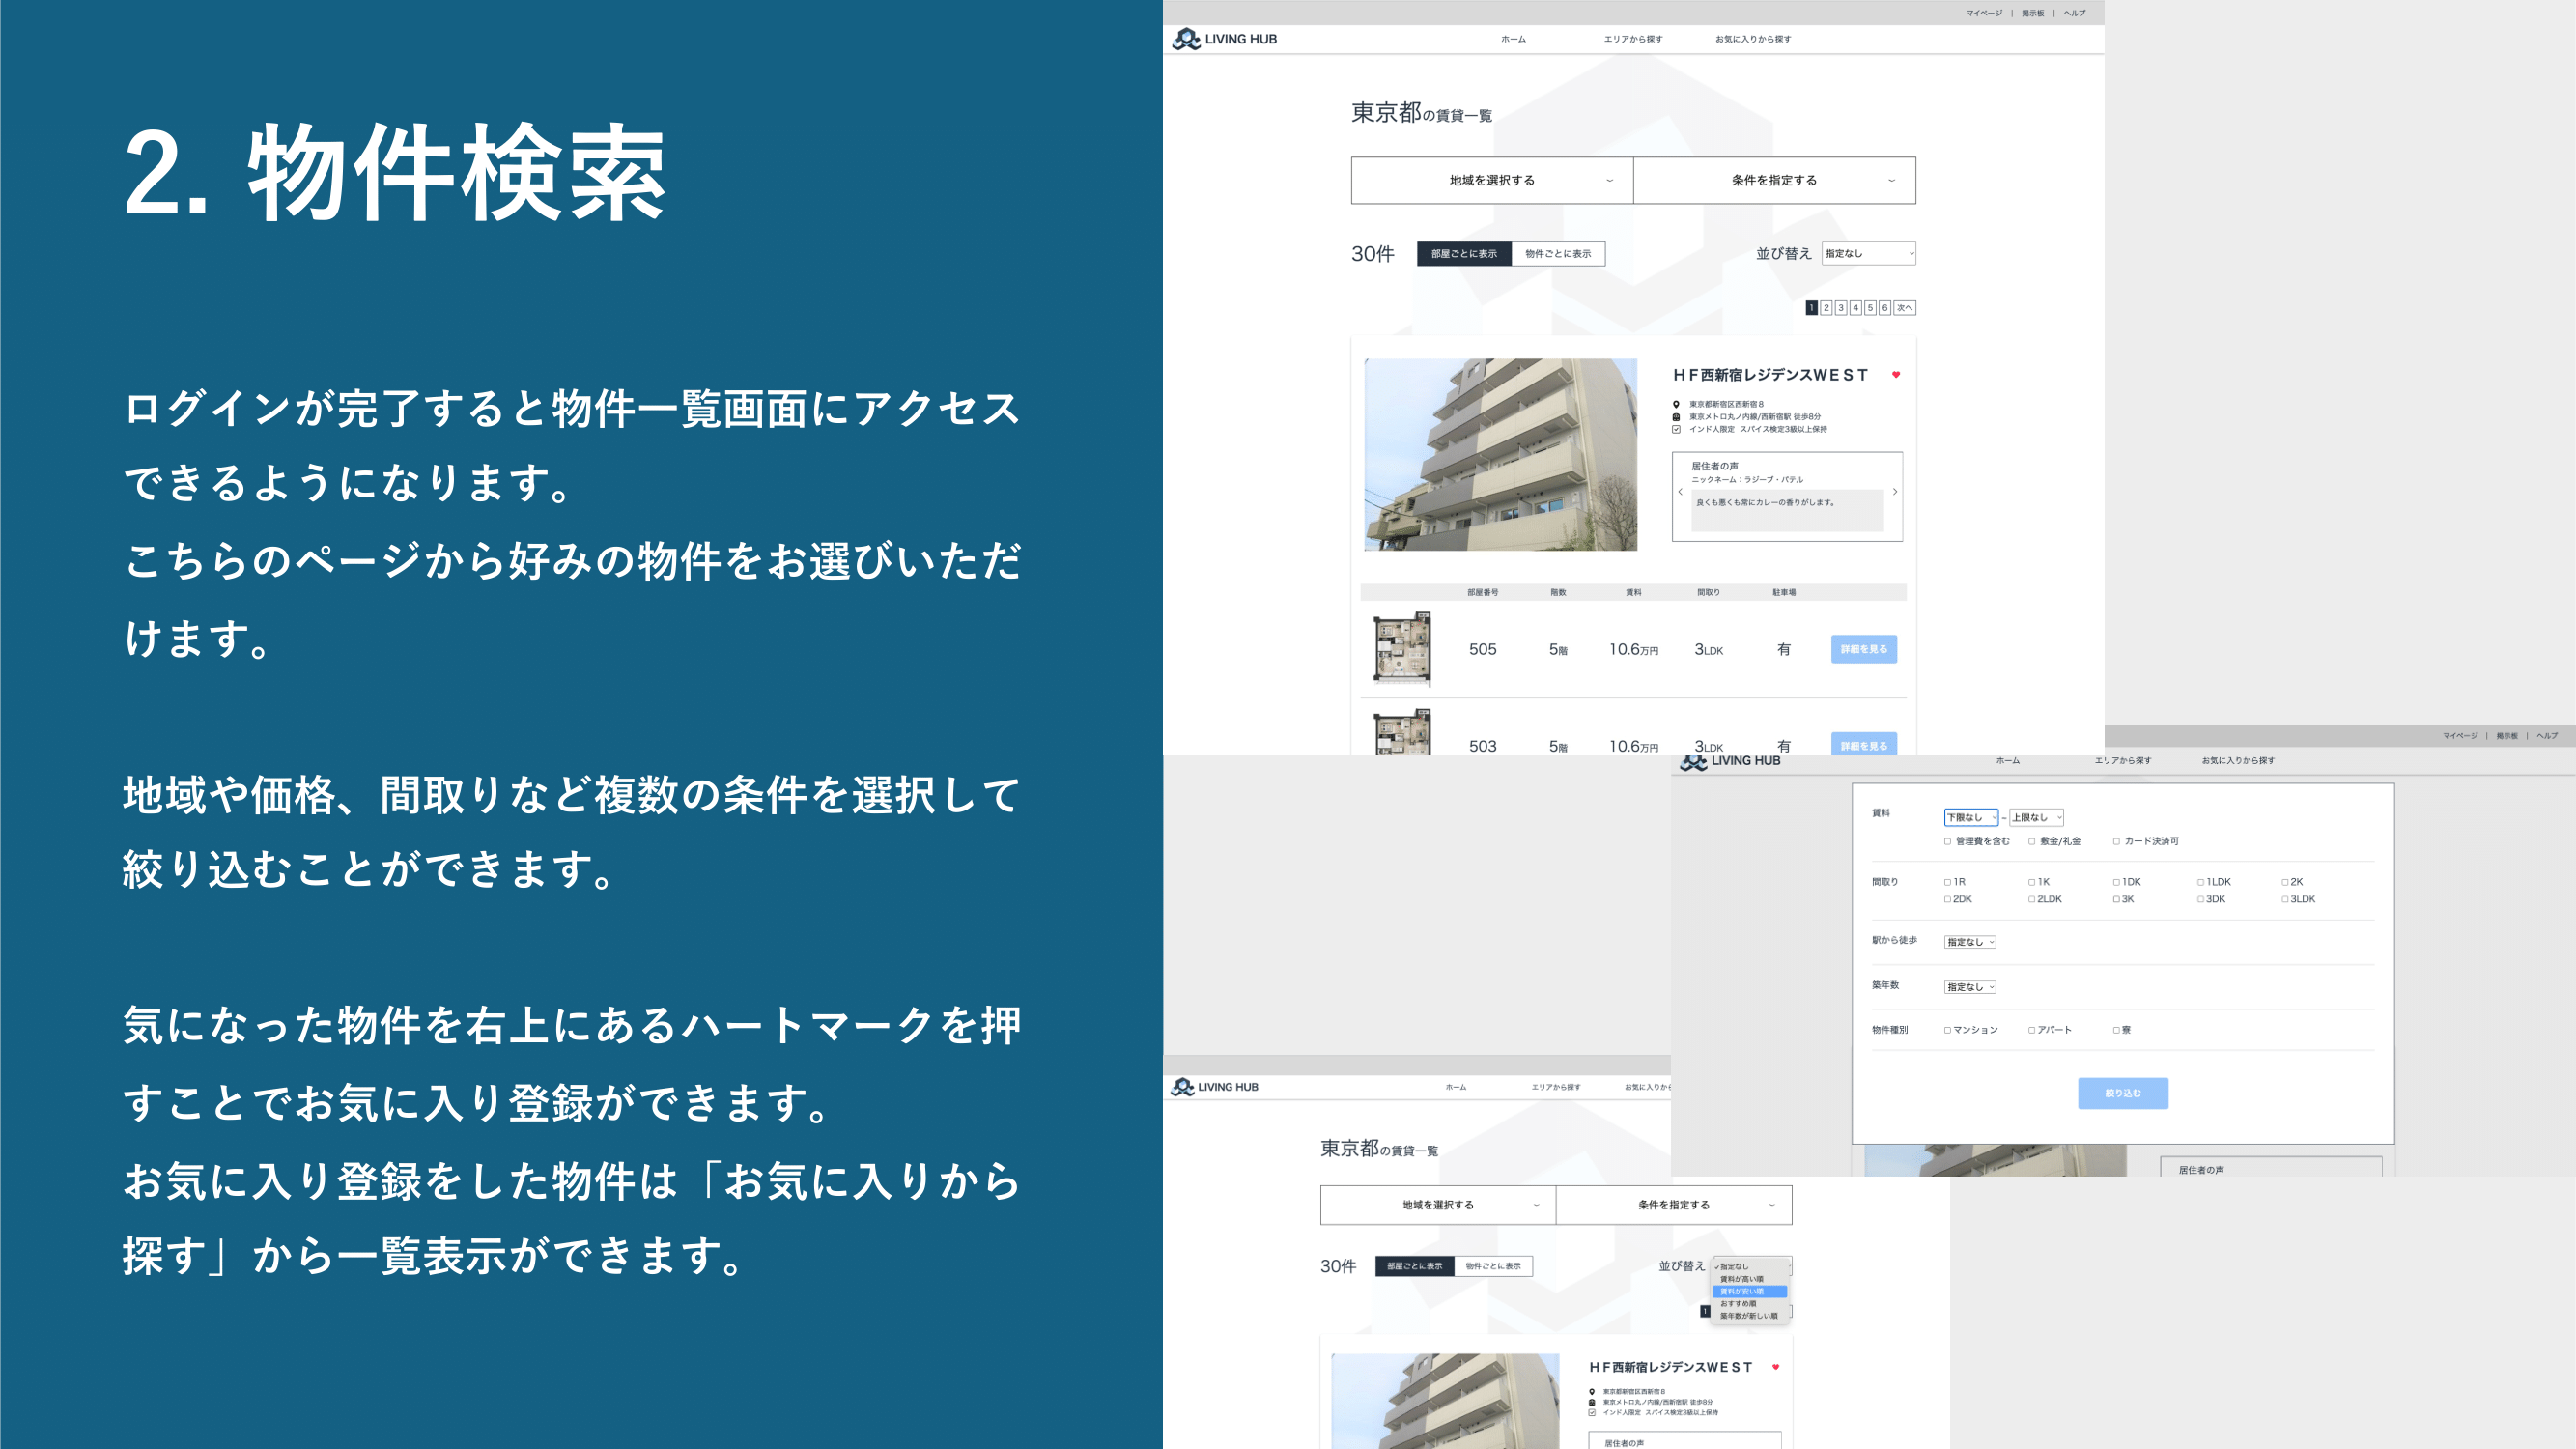 2. 物件検索
ログインが完了すると物件一覧画面にアクセス
できるようになります。
こちらのページから好みの物件をお選びいただ
けます。
地域や価格、間取りなど複数の条件を選択して
絞り込むことができます。
気になった物件を右上にあるハートマークを押
すことでお気に入り登録ができます。
お気に入り登録をした物件は「お気に入りから
探す」から一覧表示ができます。
マイページ | 掲示板 | ヘルプ
LIVING HUB ホーム エリアから探す お気に入りから探す
東京都の賃貸一覧
地域を選択する 条件を指定する
30件 部屋ごとに表示 物件ごとに表示 並び替え 指定なし
1 2 3 4 5 6 次へ
HF西新宿レジデンスWEST
東京都新宿区西新宿8
東京メトロ丸ノ内線/西新宿駅 徒歩8分
インド人限定 スパイス検定3級以上保持
居住者の声
ニックネーム：ラジーブ・パテル
良くも悪くも常にカレーの香りがします。
部屋番号 階数 賃料 間取り 駐車場
505 5階 10.6万円 3LDK 有 詳細を見る
503 5階 10.6万円 3LDK 有 詳細を見る
マイページ | 掲示板 | ヘルプ
LIVING HUB ホーム エリアから探す お気に入りから探す
賃料 下限なし ~ 上限なし
管理費を含む 敷金/礼金 カード決済可
間取り 1R 1K 1DK 1LDK 2K
2DK 2LDK 3K 3DK 3LDK
駅から徒歩 指定なし
築年数 指定なし
物件種別 マンション アパート 寮
絞り込む
居住者の声
LIVING HUB ホーム エリアから探す お気に入りから
東京都の賃貸一覧
地域を選択する 条件を指定する
30件 部屋ごとに表示 物件ごとに表示 並び替え ✓指定なし
賃料が高い順
賃料が安い順
おすすめ順
築年数が新しい順
1
HF西新宿レジデンスWEST
東京都新宿区西新宿8
東京メトロ丸ノ内線/西新宿駅 徒歩8分
インド人限定 スパイス検定3級以上保持
居住者の声